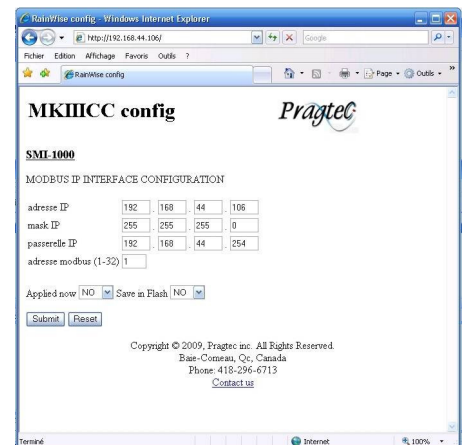 RainWise config - Windows Internet Explorer
http://192.168.44.106/ Google
Fichier Edition Affichage Favoris Outils ?
RainWise config Page Outils »
MKIIICC config Pragtec
SMI-1000
MODBUS IP INTERFACE CONFIGURATION
adresse IP 192 . 168 . 44 . 106
mask IP 255 . 255 . 255 . 0
passerelle IP 192 . 168 . 44 . 254
adresse modbus (1-32) 1
Applied now NO Save in Flash NO
Submit Reset
Copyright © 2009, Pragtec inc. All Rights Reserved.
Baie-Comeau, Qc, Canada
Phone: 418-296-6713
Contact us
Terminé Internet 100%